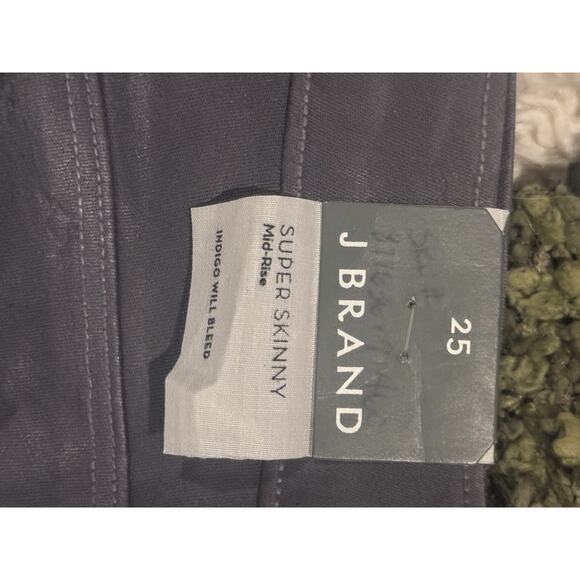 25
J BRAND
SUPER SKINNY
Mid-Rise
INDIGO WILL BLEED